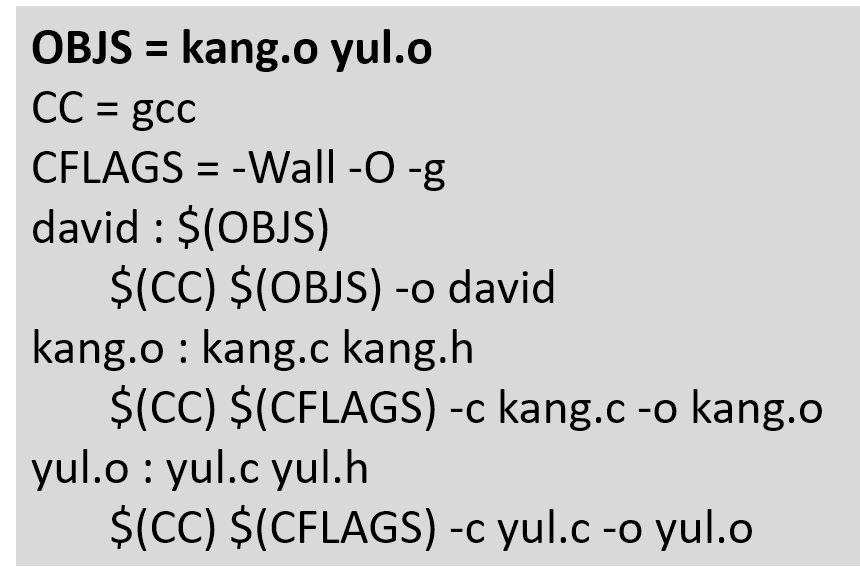 OBJS = kang.o yul.o
CC = gcc
CFLAGS = -Wall -O -g
david : $(OBJS)
$(CC) $(OBJS) -o david
kang.o : kang.c kang.h
$(CC) $(CFLAGS) -c kang.c -o kang.o
yul.o : yul.c yul.h
$(CC) $(CFLAGS) -c yul.c -o yul.o